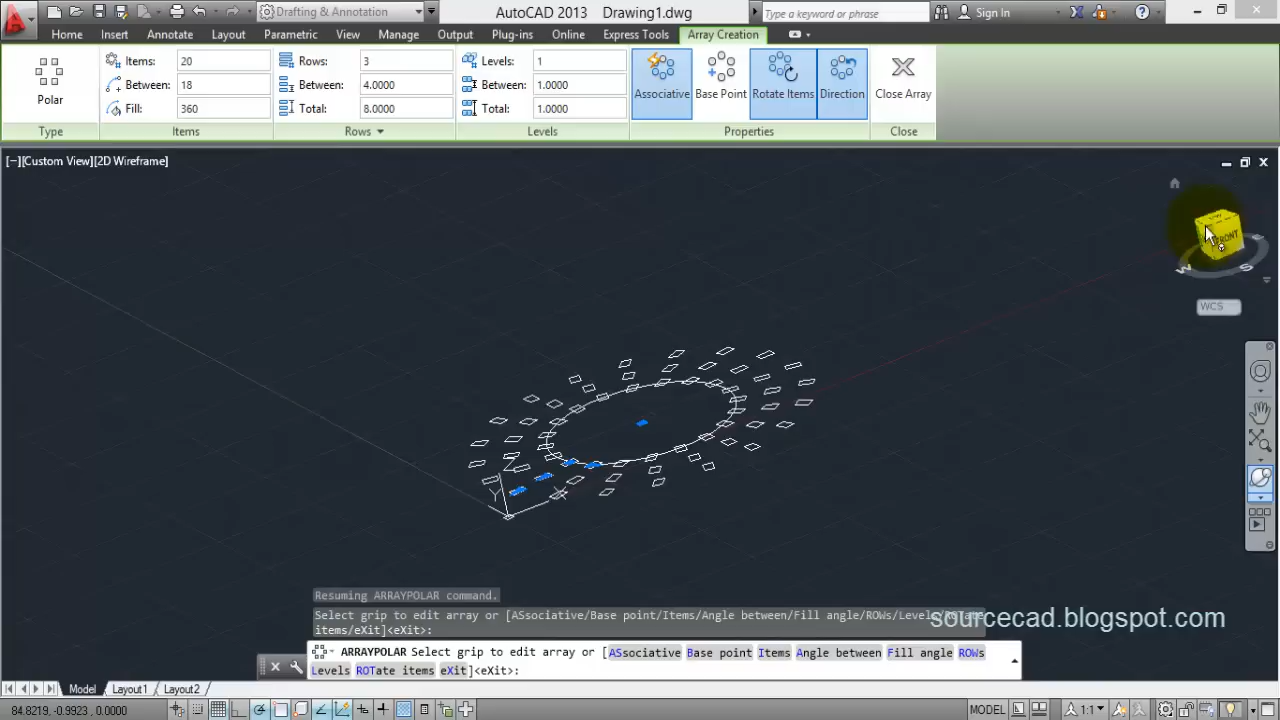 Drafting & Annotation
AutoCAD 2013 Drawing1.dwg
Type a keyword or phrase
Sign In
Home Insert Annotate Layout Parametric View Manage Output Plug-ins Online Express Tools Array Creation
Polar
Type
Items: 20
Between: 18
Fill: 360
Items
Rows: 3
Between: 4.0000
Total: 8.0000
Rows
Levels: 1
Between: 1.0000
Total: 1.0000
Levels
Associative Base Point Rotate Items Direction
Properties
Close Array
Close
[−][Custom View][2D Wireframe]
FRONT
W S
WCS
Z
Y
Resuming ARRAYPOLAR command.
Select grip to edit array or [ASsociative/Base point/Items/Angle between/Fill angle/ROWs/Levels/ROTate
items/eXit]<eXit>:
sourcecad.blogspot.com
ARRAYPOLAR Select grip to edit array or [ASsociative Base point Items Angle between Fill angle ROWs
Levels ROTate items eXit]<eXit>:
Model Layout1 Layout2
84.8219, -0.9923, 0.0000
MODEL
1:1